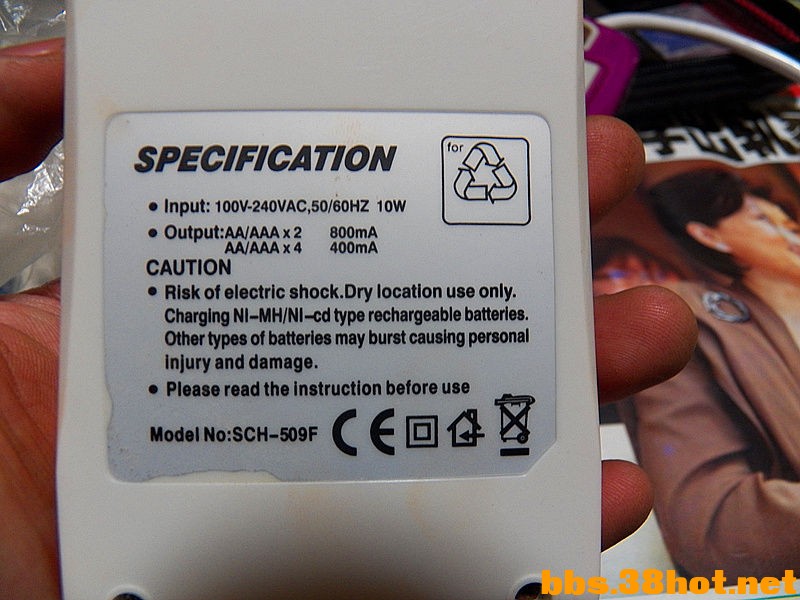 SPECIFICATION
for
• Input: 100V-240VAC,50/60HZ 10W
• Output:AA/AAA x 2 800mA
AA/AAA x 4 400mA
CAUTION
• Risk of electric shock.Dry location use only.
Charging NI-MH/NI-cd type rechargeable batteries.
Other types of batteries may burst causing personal
injury and damage.
• Please read the instruction before use
Model No:SCH-509F CE
bbs.38hot.net